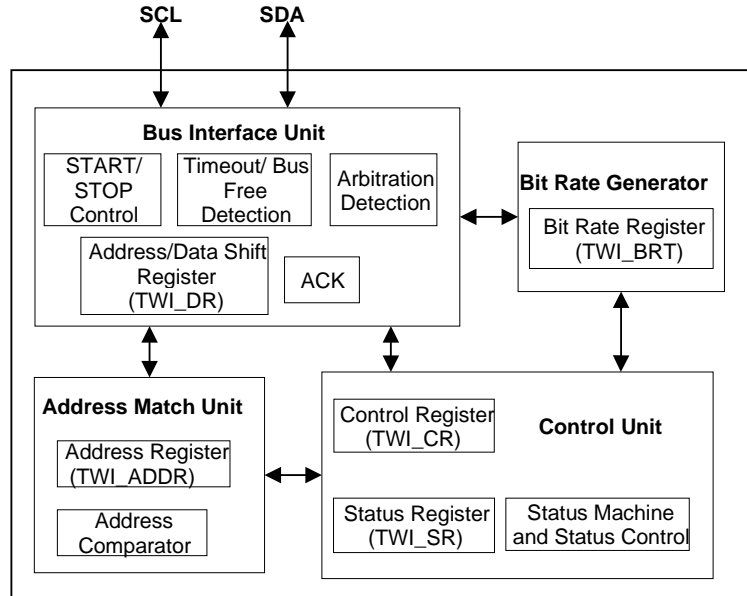 SCL
SDA
Bus Interface Unit
START/
STOP
Control
Timeout/ Bus
Free
Detection
Arbitration
Detection
Address/Data Shift
Register
(TWI_DR)
ACK
Bit Rate Generator
Bit Rate Register
(TWI_BRT)
Address Match Unit
Address Register
(TWI_ADDR)
Address
Comparator
Control Unit
Control Register
(TWI_CR)
Status Register
(TWI_SR)
Status Machine
and Status Control